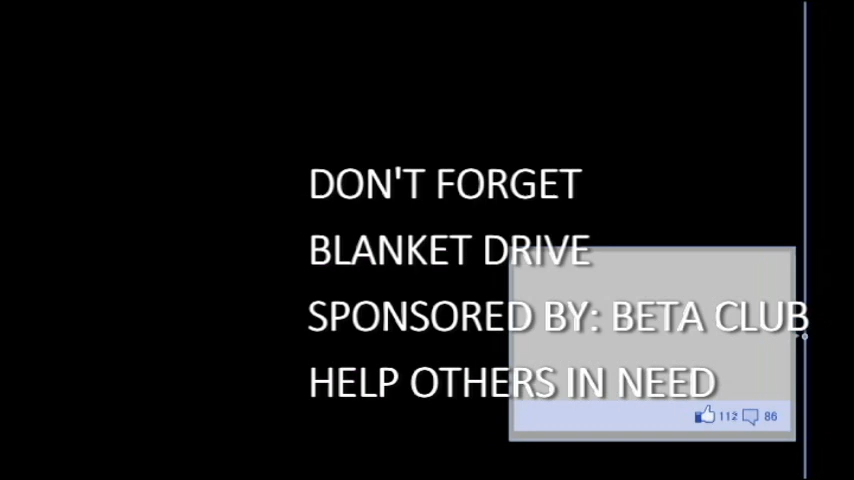 DON'T FORGET
BLANKET DRIVE
SPONSORED BY: BETA CLUB
HELP OTHERS IN NEED
112 86